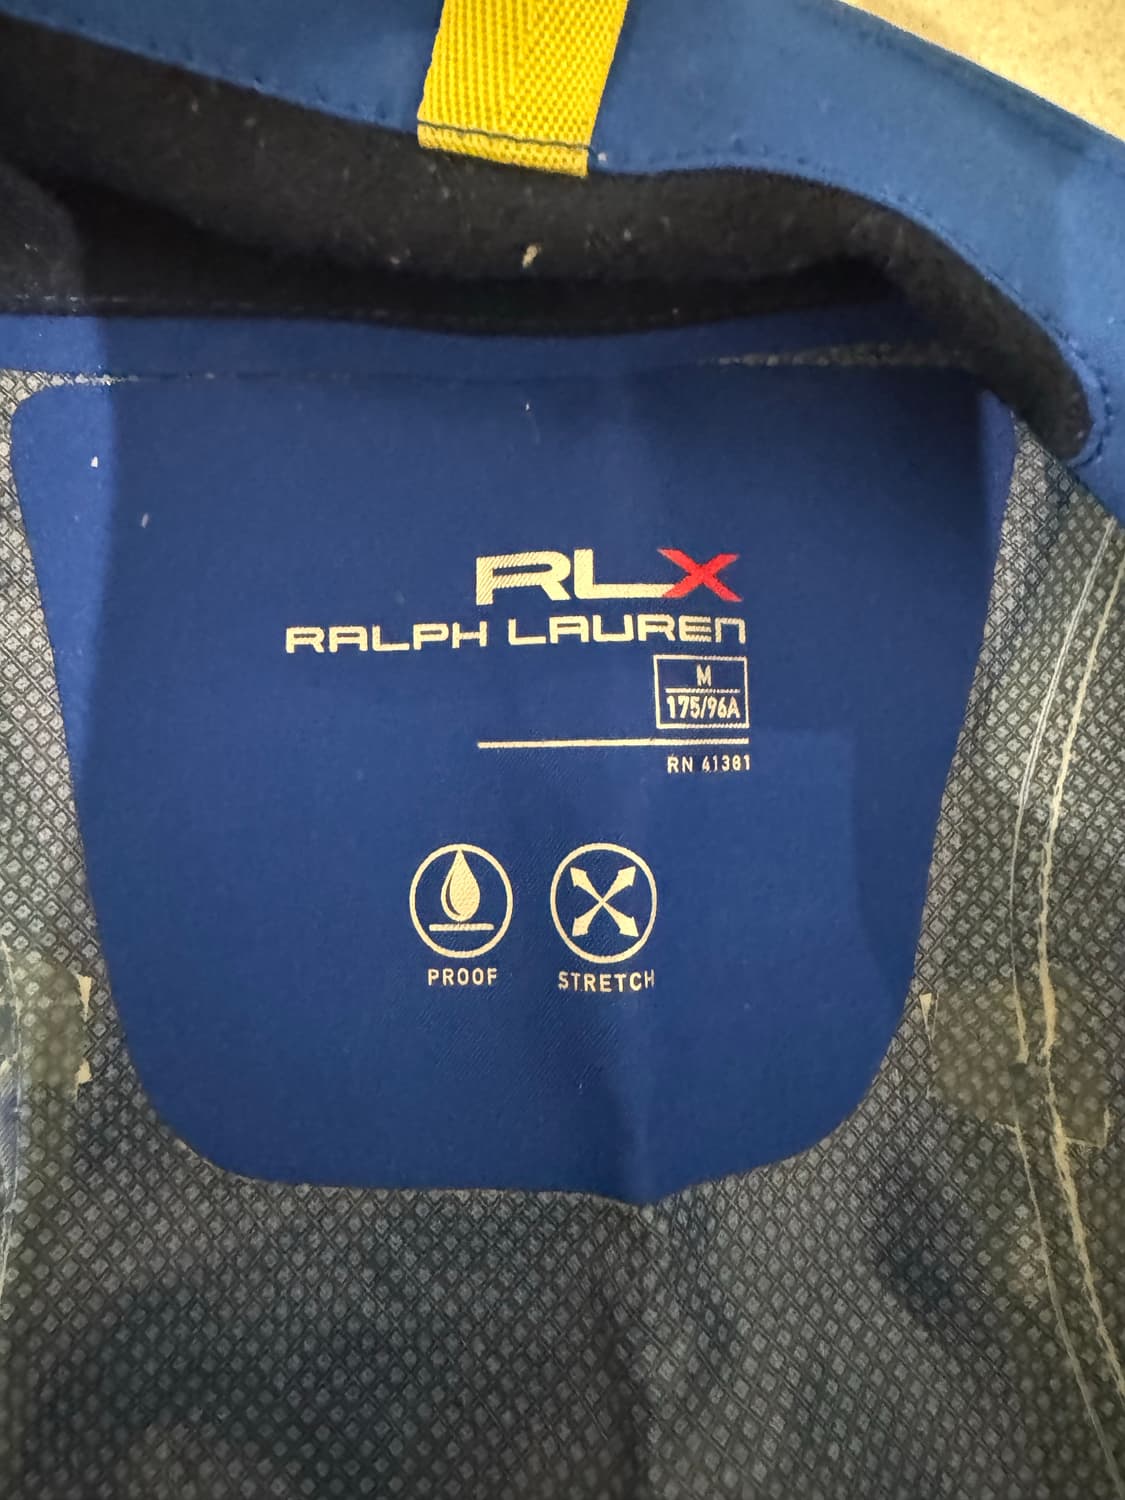 RLX
RALPH LAUREN
M
175/96A
RN 41381
PROOF STRETCH